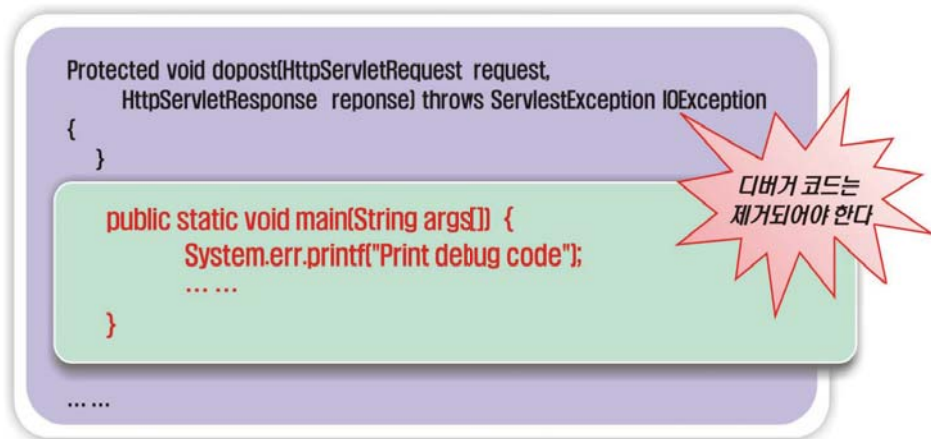 Protected void dopost(HttpServletRequest request,
HttpServletResponse reponse) throws ServlestException IOException
{
}
디버거 코드는
제거되어야 한다
public static void main(String args[]) {
System.err.printf("Print debug code");
... ...
}
... ...